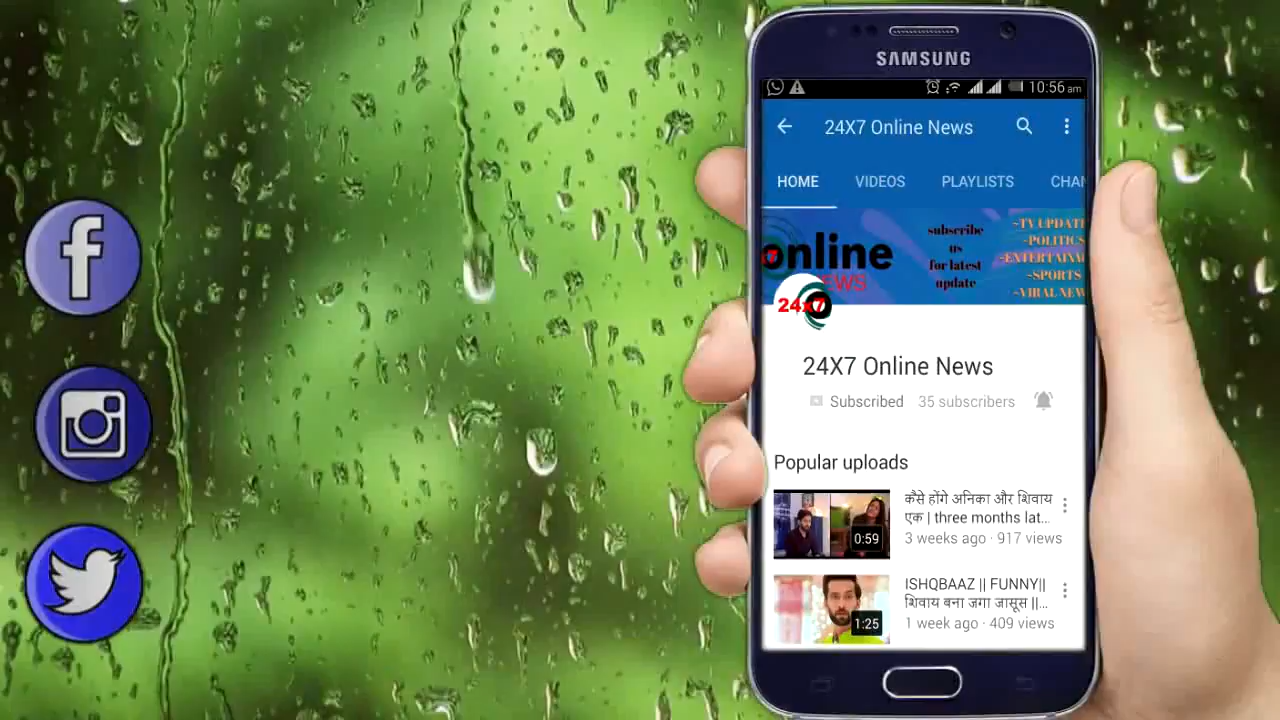 SAMSUNG
10:56 am
24X7 Online News
HOME VIDEOS PLAYLISTS CHAN
online
NEWS
24x7
subscribe
us
for latest
update
~TV UPDATE
~POLITICS
~ENTERTAINM
~SPORTS
~VIRAL NEW
24X7 Online News
Subscribed 35 subscribers
Popular uploads
कैसे होंगे अनिका और शिवाय
एक | three months lat...
3 weeks ago · 917 views
0:59
ISHQBAAZ || FUNNY||
शिवाय बना जगा जासूस ||...
1 week ago · 409 views
1:25